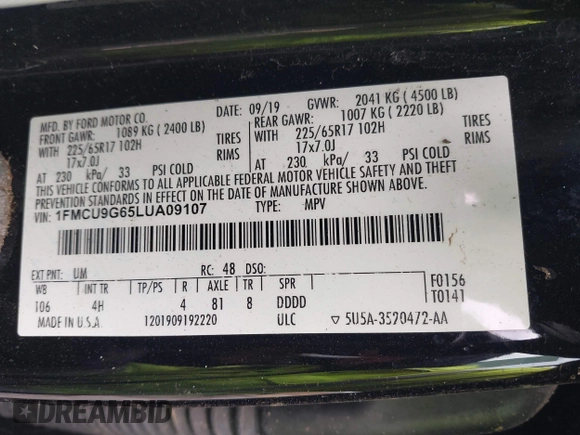 MFD. BY FORD MOTOR CO. DATE: 09/19 GVWR: 2041 KG ( 4500 LB)
FRONT GAWR: 1089 KG ( 2400 LB) REAR GAWR: 1007 KG ( 2220 LB)
WITH 225/65R17 102H TIRES WITH 225/65R17 102H TIRES
17x7.0J RIMS 17x7.0J RIMS
AT 230 kPa/ 33 PSI COLD AT 230 kPa/ 33 PSI COLD
THIS VEHICLE CONFORMS TO ALL APPLICABLE FEDERAL MOTOR VEHICLE SAFETY AND THEFT
PREVENTION STANDARDS IN EFFECT ON THE DATE OF MANUFACTURE SHOWN ABOVE.
VIN: 1FMCU9G65LUA09107 TYPE: MPV
EXT PNT: UM RC: 48 DSO:
WB INT TR TP/PS R AXLE TR SPR F0156
106 4H 4 81 8 DDDD T0141
MADE IN U.S.A. 1201909192220 ULC 5U5A-3520472-AA
DREAMBID